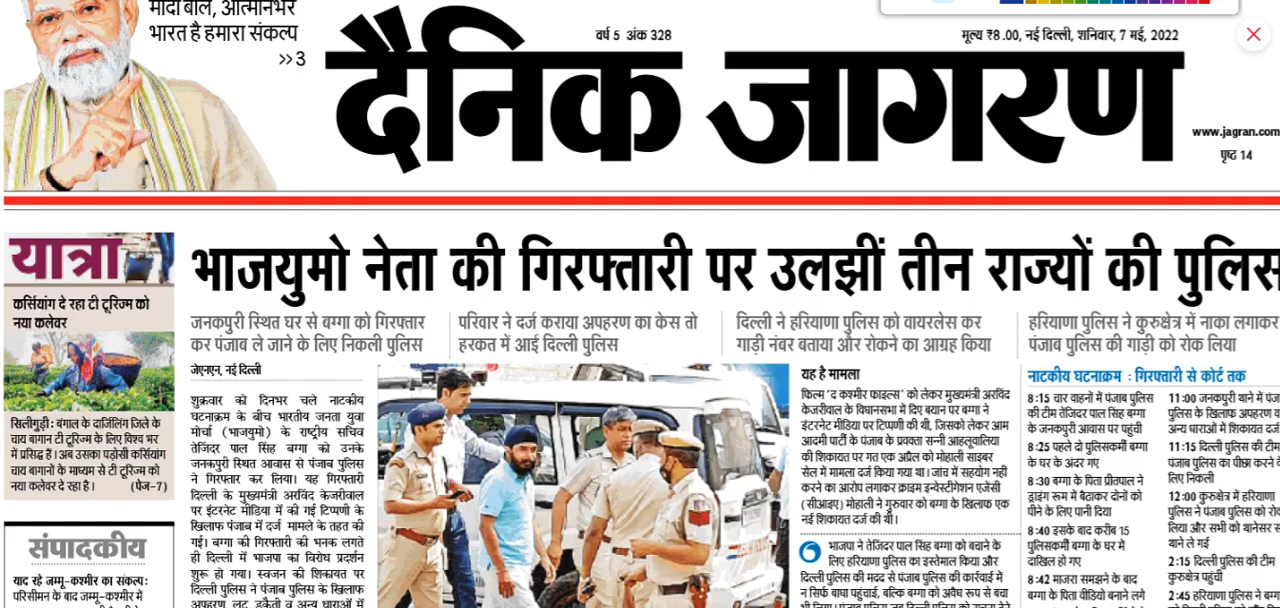 मोदी बोले, आत्मनिर्भर
भारत है हमारा संकल्प
>> 3
वर्ष 5 अंक 328
मूल्य ₹8.00, नई दिल्ली, शनिवार, 7 मई, 2022
दैनिक जागरण
www.jagran.com
पृष्ठ 14
यात्रा
कर्सियांग दे रहा टी टूरिज्म को
नया कलेवर
सिलीगुड़ी : बंगाल के दार्जिलिंग जिले के
चाय बागान टी टूरिज्म के लिए विश्व भर
में प्रसिद्ध हैं। अब उसका पड़ोसी कर्सियांग
चाय बागानों के माध्यम से टी टूरिज्म को
नया कलेवर दे रहा है। (पेज-7)
संपादकीय
याद रहे जम्मू-कश्मीर का संकल्प :
परिसीमन के बाद जम्मू-कश्मीर में
भाजयुमो नेता की गिरफ्तारी पर उलझीं तीन राज्यों की पुलिस
जनकपुरी स्थित घर से बग्गा को गिरफ्तार
कर पंजाब ले जाने के लिए निकली पुलिस
परिवार ने दर्ज कराया अपहरण का केस तो
हरकत में आई दिल्ली पुलिस
दिल्ली ने हरियाणा पुलिस को वायरलेस कर
गाड़ी नंबर बताया और रोकने का आग्रह किया
हरियाणा पुलिस ने कुरुक्षेत्र में नाका लगाकर
पंजाब पुलिस की गाड़ी को रोक लिया
जेएनएन, नई दिल्ली
शुक्रवार को दिनभर चले नाटकीय
घटनाक्रम के बीच भारतीय जनता युवा
मोर्चा (भाजयुमो) के राष्ट्रीय सचिव
तेजिंदर पाल सिंह बग्गा को उनके
जनकपुरी स्थित आवास से पंजाब पुलिस
ने गिरफ्तार कर लिया। यह गिरफ्तारी
दिल्ली के मुख्यमंत्री अरविंद केजरीवाल
पर इंटरनेट मीडिया में की गई टिप्पणी के
खिलाफ पंजाब में दर्ज मामले के तहत की
गई। बग्गा की गिरफ्तारी की भनक लगते
ही दिल्ली में भाजपा का विरोध प्रदर्शन
शुरू हो गया। स्वजन की शिकायत पर
दिल्ली पुलिस ने पंजाब पुलिस के खिलाफ
अपहरण, लूट, डकैती व अन्य धाराओं में
यह है मामला
फिल्म 'द कश्मीर फाइल्स' को लेकर मुख्यमंत्री अरविंद
केजरीवाल के विधानसभा में दिए बयान पर बग्गा ने
इंटरनेट मीडिया पर टिप्पणी की थी, जिसको लेकर आम
आदमी पार्टी के पंजाब के प्रवक्ता सन्नी आहलूवालिया
की शिकायत पर गत एक अप्रैल को मोहाली साइबर
सेल में मामला दर्ज किया गया था। जांच में सहयोग नहीं
करने का आरोप लगाकर क्राइम इन्वेस्टीगेशन एजेंसी
(सीआइए) मोहाली ने गुरुवार को बग्गा के खिलाफ एक
नई शिकायत दर्ज की थी।
भाजपा ने तेजिंदर पाल सिंह बग्गा को बचाने के
लिए हरियाणा पुलिस का इस्तेमाल किया और
दिल्ली पुलिस की मदद से पंजाब पुलिस की कार्रवाई में
न सिर्फ बाधा पहुंचाई, बल्कि बग्गा को अवैध रूप से बचा
नाटकीय घटनाक्रम : गिरफ्तारी से कोर्ट तक
8:15 चार वाहनों में पंजाब पुलिस
की टीम तेजिंदर पाल सिंह बग्गा
के जनकपुरी आवास पर पहुंची
8:25 पहले दो पुलिसकर्मी बग्गा
के घर के अंदर गए
8:30 बग्गा के पिता प्रीतपाल ने
ड्राइंग रूम में बैठाकर दोनों को
पीने के लिए पानी दिया
8:40 इसके बाद करीब 15
पुलिसकर्मी बग्गा के घर में
दाखिल हो गए
8:42 माजरा समझने के बाद
बग्गा के पिता वीडियो बनाने लगे
11:00 जनकपुरी थाने में
पुलिस के खिलाफ अपहरण
अन्य धाराओं में शिकायत दर्ज
11:15 दिल्ली पुलिस की टीम
पंजाब पुलिस का पीछा करने के
लिए निकली
12:00 कुरुक्षेत्र में हरियाणा
पुलिस ने पंजाब पुलिस को
लिया और सभी को थानेसर
थाने ले गई
2:15 दिल्ली पुलिस की टीम
कुरुक्षेत्र पहुंची
2:45 हरियाणा पुलिस ने